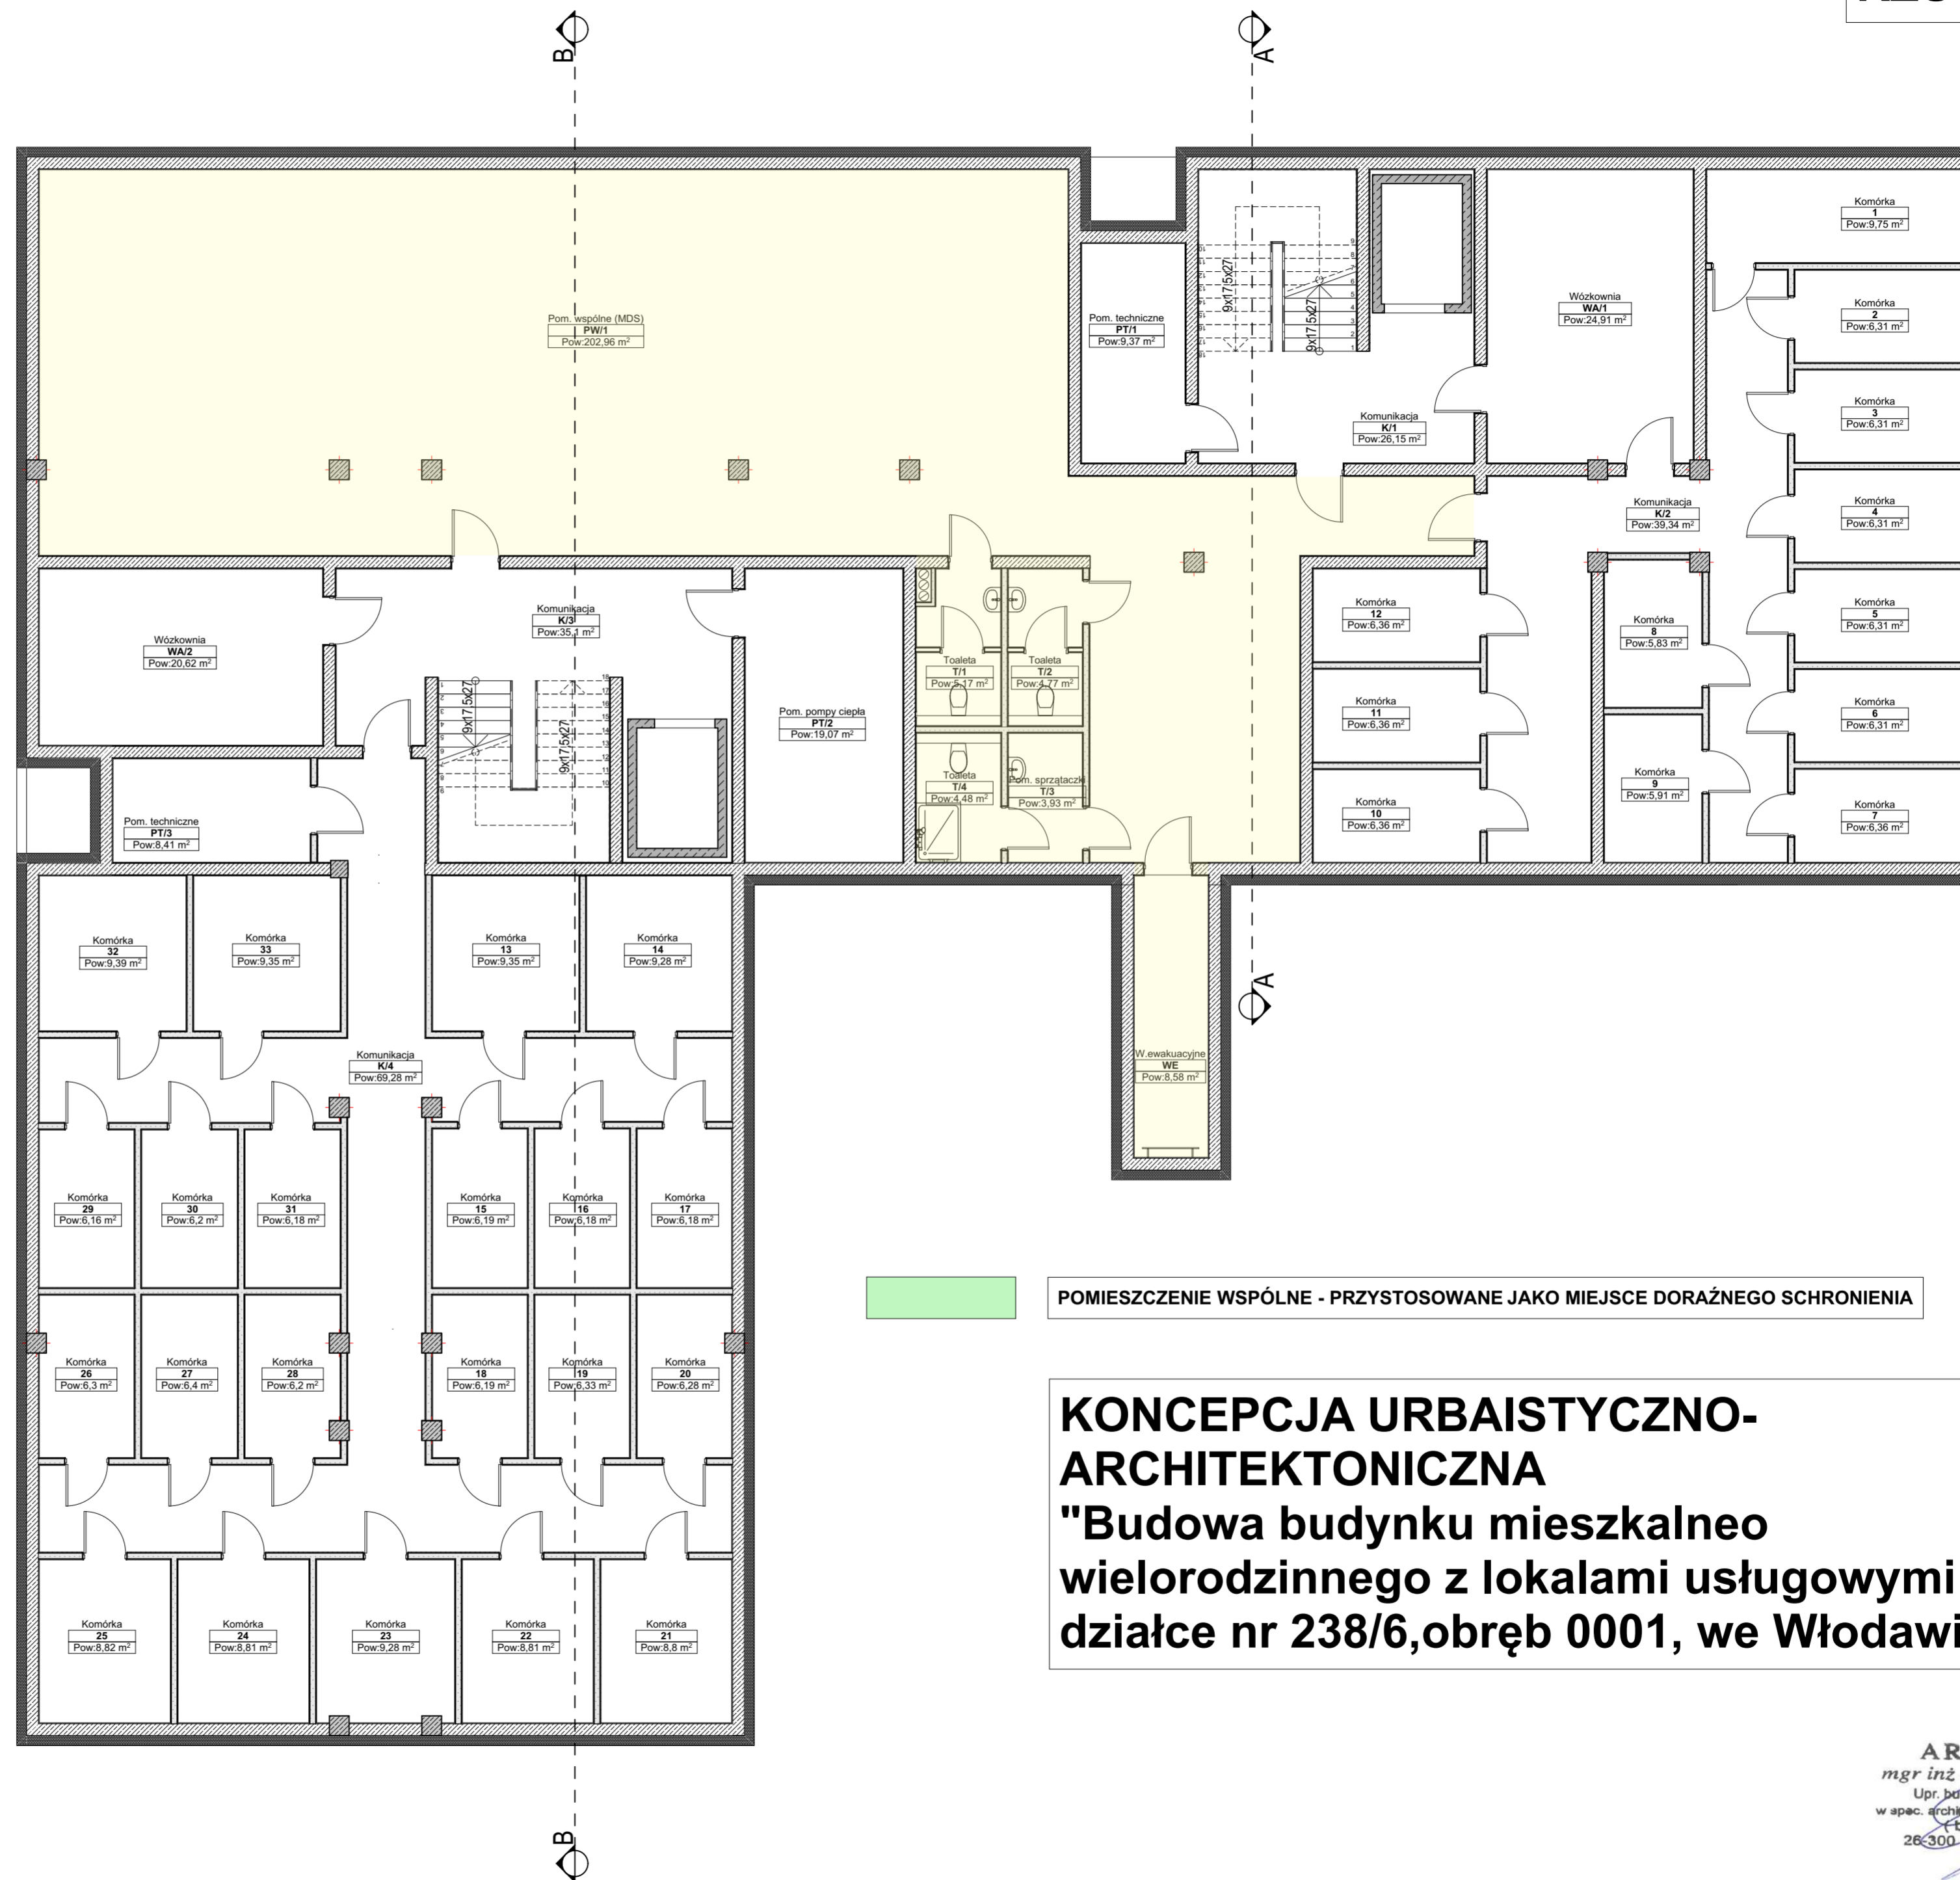 B
A
Komórka
1
Pow:9,75 m²
Pom. wspólne (MDS)
PW/1
Pow:202,96 m²
Pom. techniczne
PT/1
Pow:9,37 m²
9x17,5x27
9x17,5x27
Wózkownia
WA/1
Pow:24,91 m²
Komórka
2
Pow:6,31 m²
Komórka
3
Pow:6,31 m²
Komunikacja
K/1
Pow:26,15 m²
Komunikacja
K/2
Pow:39,34 m²
Komórka
4
Pow:6,31 m²
Wózkownia
WA/2
Pow:20,62 m²
Komunikacja
K/3
Pow:35,1 m²
9x17,5x27
9x17,5x27
Pom. pompy ciepła
PT/2
Pow:19,07 m²
Toaleta
T/1
Pow:5,17 m²
Toaleta
T/2
Pow:4,77 m²
Komórka
12
Pow:6,36 m²
Komórka
8
Pow:5,83 m²
Komórka
5
Pow:6,31 m²
Komórka
11
Pow:6,36 m²
Komórka
6
Pow:6,31 m²
Toaleta
T/4
Pow:4,48 m²
Pom. sprzątaczki
T/3
Pow:3,93 m²
Komórka
10
Pow:6,36 m²
Komórka
9
Pow:5,91 m²
Komórka
7
Pow:6,36 m²
Pom. techniczne
PT/3
Pow:8,41 m²
Komórka
32
Pow:9,39 m²
Komórka
33
Pow:9,35 m²
Komórka
13
Pow:9,35 m²
Komórka
14
Pow:9,28 m²
A
Komunikacja
K/4
Pow:69,28 m²
W.ewakuacyjne
WE
Pow:8,58 m²
Komórka
29
Pow:6,16 m²
Komórka
30
Pow:6,2 m²
Komórka
31
Pow:6,18 m²
Komórka
15
Pow:6,19 m²
Komórka
16
Pow:6,18 m²
Komórka
17
Pow:6,18 m²
POMIESZCZENIE WSPÓLNE - PRZYSTOSOWANE JAKO MIEJSCE DORAŹNEGO SCHRONIENIA
Komórka
26
Pow:6,3 m²
Komórka
27
Pow:6,4 m²
Komórka
28
Pow:6,2 m²
Komórka
18
Pow:6,19 m²
Komórka
19
Pow:6,33 m²
Komórka
20
Pow:6,28 m²
KONCEPCJA URBAISTYCZNO-
ARCHITEKTONICZNA
"Budowa budynku mieszkalneo
wielorodzinnego z lokalami usługowymi
działce nr 238/6,obręb 0001, we Włodawi
Komórka
25
Pow:8,82 m²
Komórka
24
Pow:8,81 m²
Komórka
23
Pow:9,28 m²
Komórka
22
Pow:8,81 m²
Komórka
21
Pow:8,8 m²
AR
mgr inż
Upr. bu
w spec. archi
26-300
B